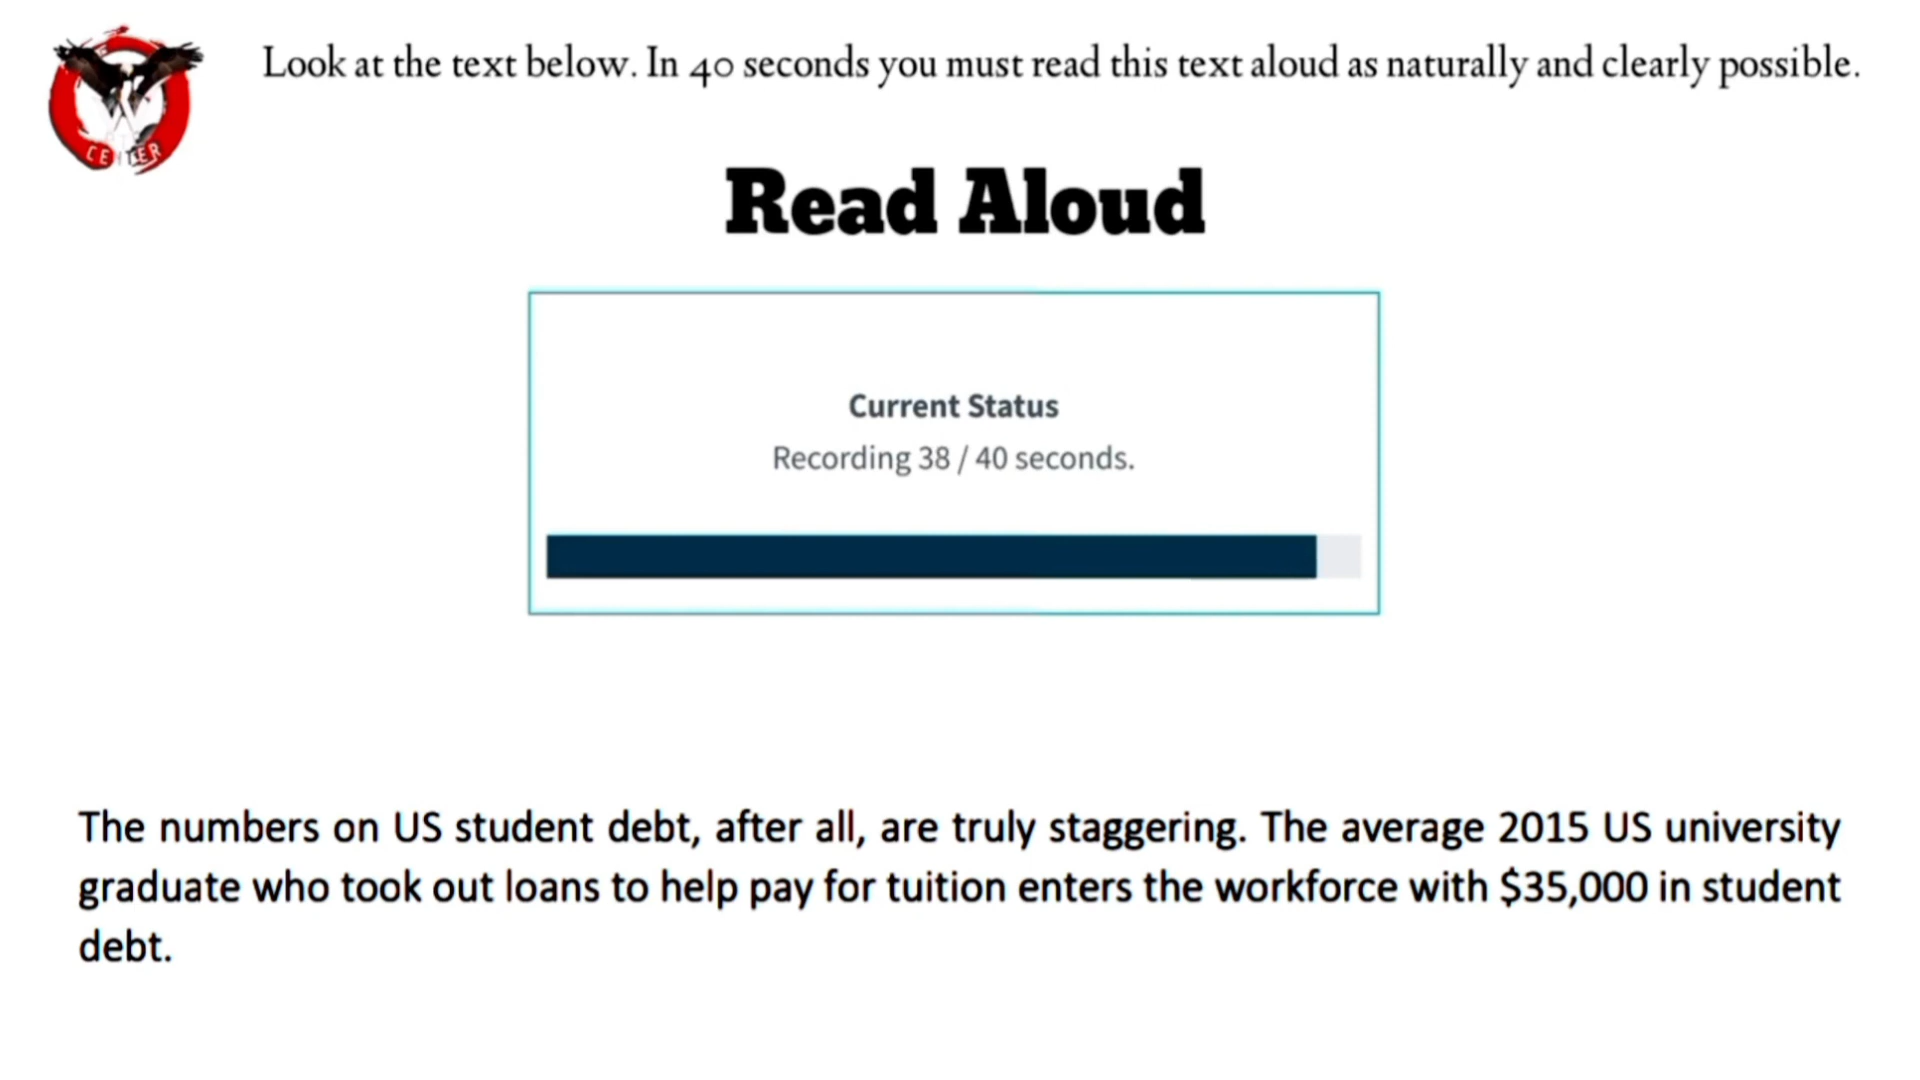 Look at the text below. In 40 seconds you must read this text aloud as naturally and clearly possible.
CENTER
Read Aloud
Current Status
Recording 38 / 40 seconds.
The numbers on US student debt, after all, are truly staggering. The average 2015 US university
graduate who took out loans to help pay for tuition enters the workforce with $35,000 in student
debt.